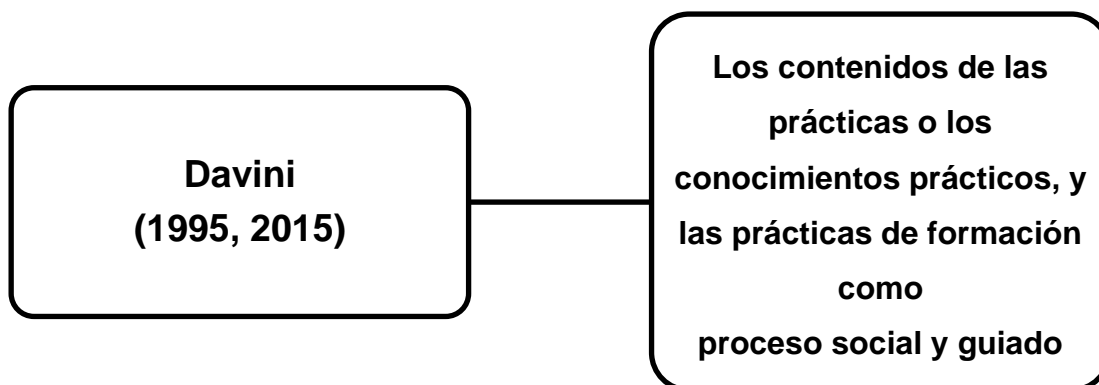 Davini
(1995, 2015)
Los contenidos de las
prácticas o los
conocimientos prácticos, y
las prácticas de formación
como
proceso social y guiado